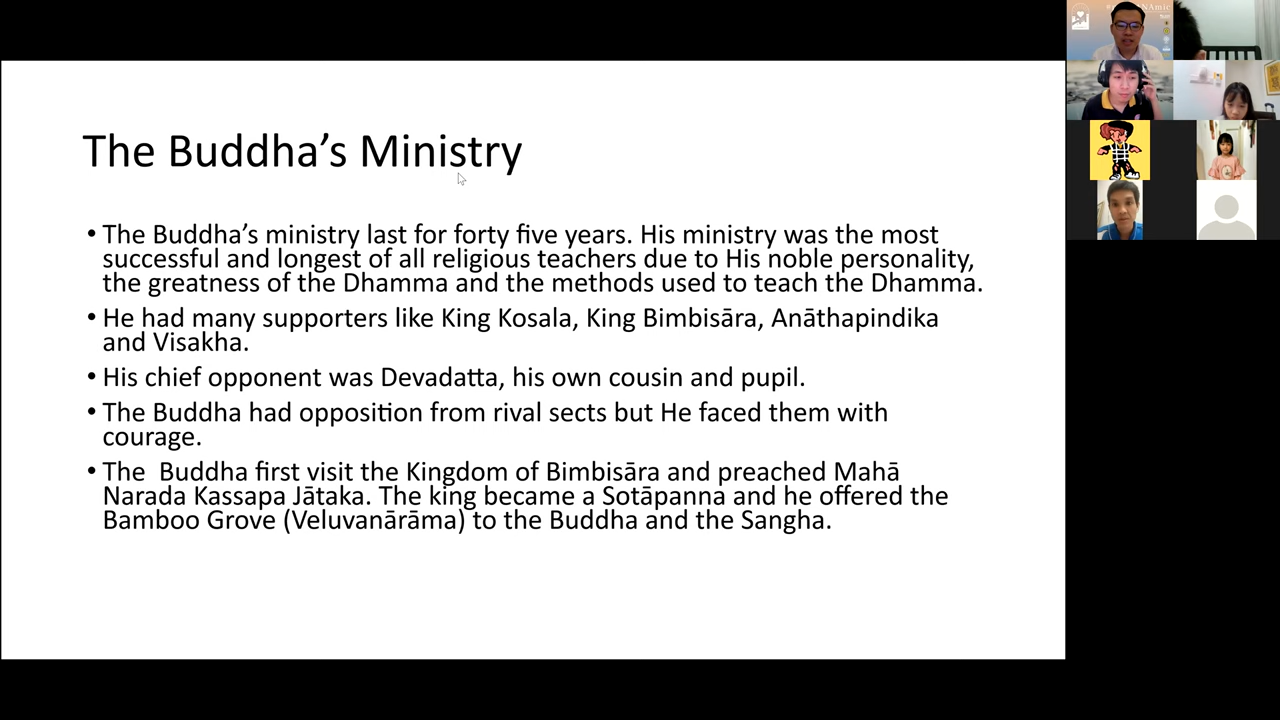 The Buddha's Ministry
• The Buddha's ministry last for forty five years. His ministry was the most
successful and longest of all religious teachers due to His noble personality,
the greatness of the Dhamma and the methods used to teach the Dhamma.
• He had many supporters like King Kosala, King Bimbisāra, Anāthapindika
and Visakha.
• His chief opponent was Devadatta, his own cousin and pupil.
• The Buddha had opposition from rival sects but He faced them with
courage.
• The  Buddha first visit the Kingdom of Bimbisāra and preached Mahā
Narada Kassapa Jātaka. The king became a Sotāpanna and he offered the
Bamboo Grove (Veluvanārāma) to the Buddha and the Sangha.